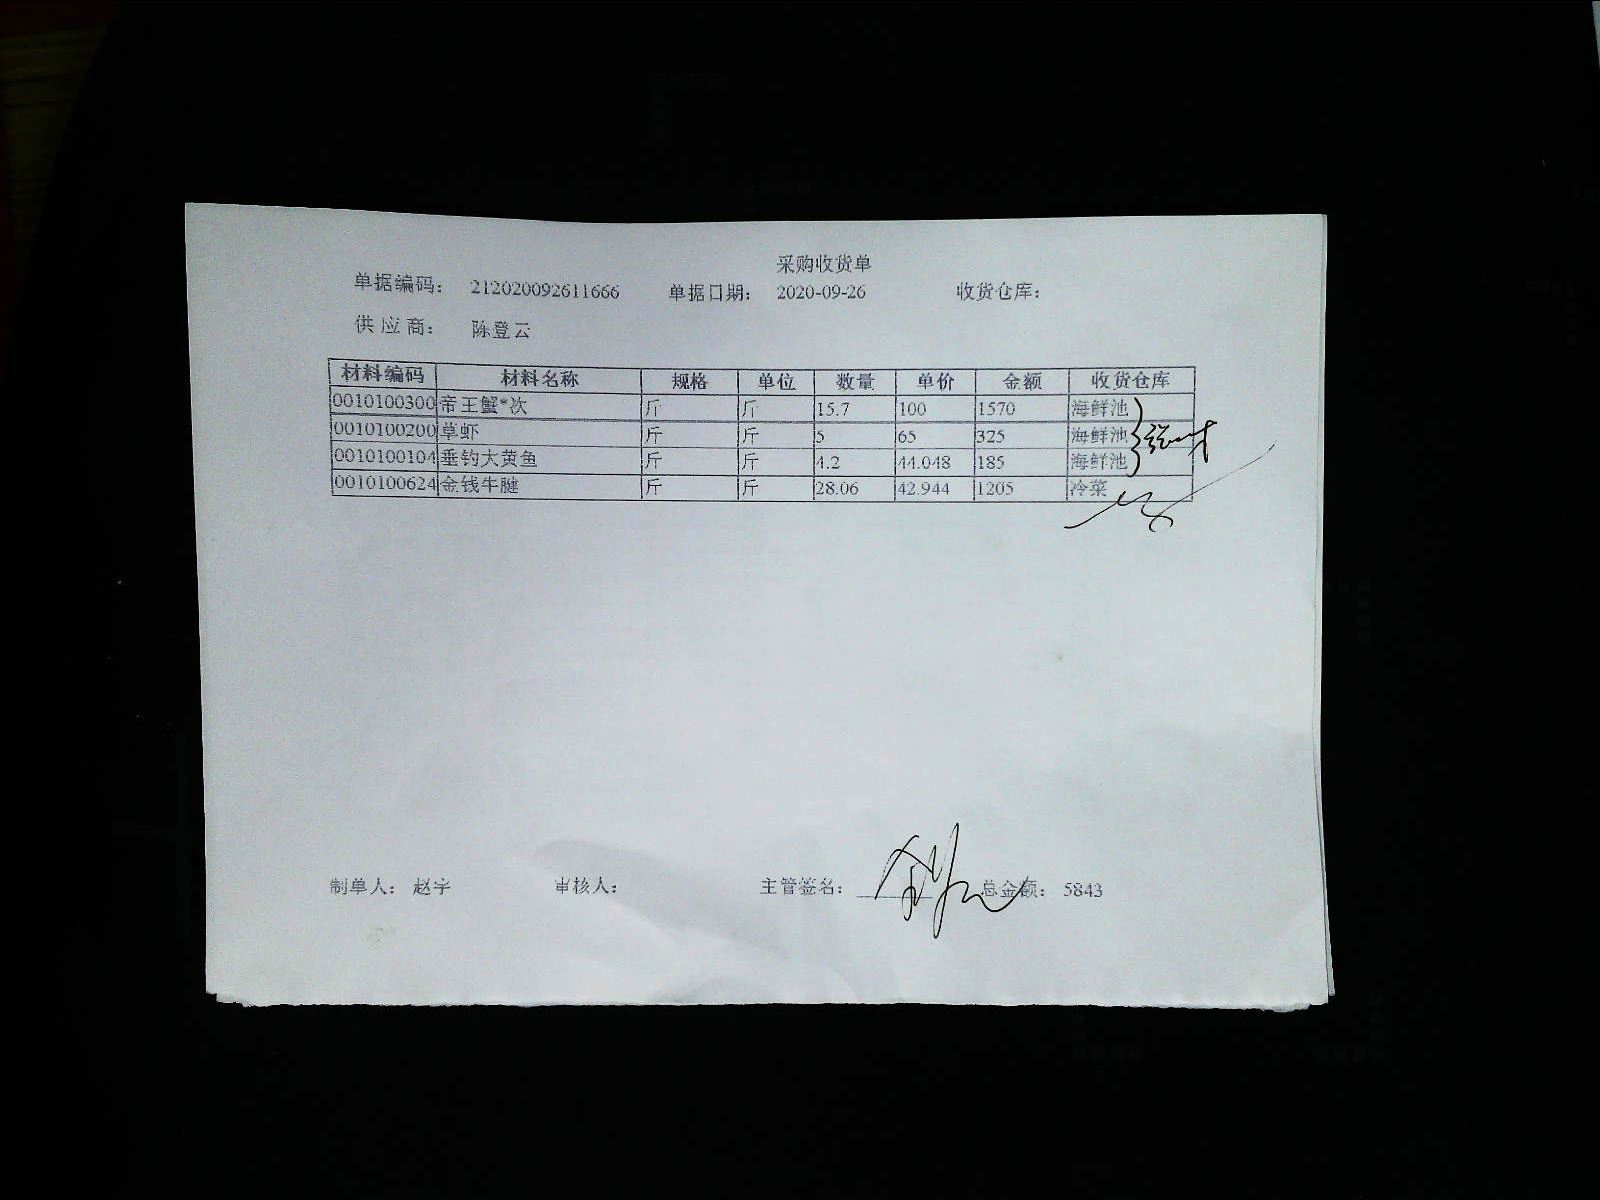 采购收货单
单据编码： 212020092611666 单据日期： 2020-09-26 收货仓库：
供应商： 陈登云
材料编码 材料名称 规格 单位 数量 单价 金额 收货仓库
0010100300 帝王蟹*次 斤 斤 15.7 100 1570 海鲜池
0010100200 草虾 斤 斤 5 65 325 海鲜池
0010100104 垂钓大黄鱼 斤 斤 4.2 44.048 185 海鲜池
0010100624 金钱牛腱 斤 斤 28.06 42.944 1205 冷菜
制单人： 赵宇 审核人： 主管签名： 总金额： 5843